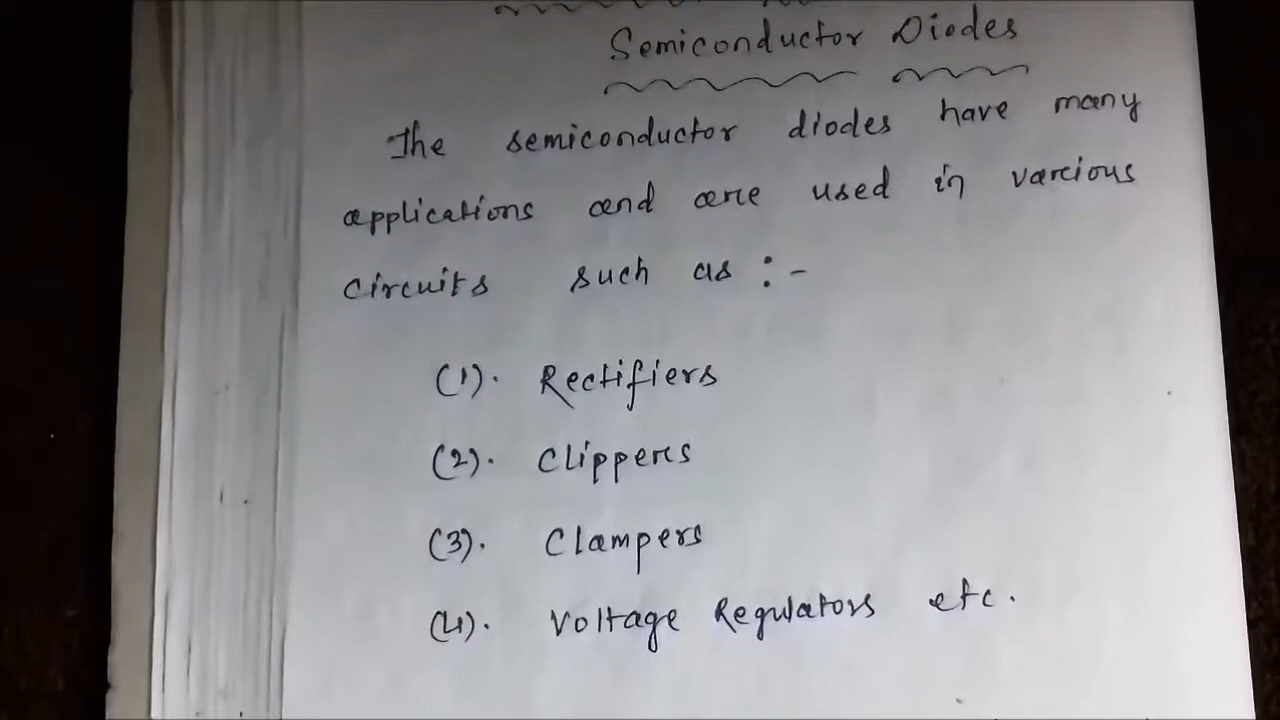 Semiconductor Diodes
The semiconductor diodes have many
applications and are used in various
circuits such as :-
(1). Rectifiers
(2). Clippers
(3). Clampers
(4). Voltage Regulators etc.